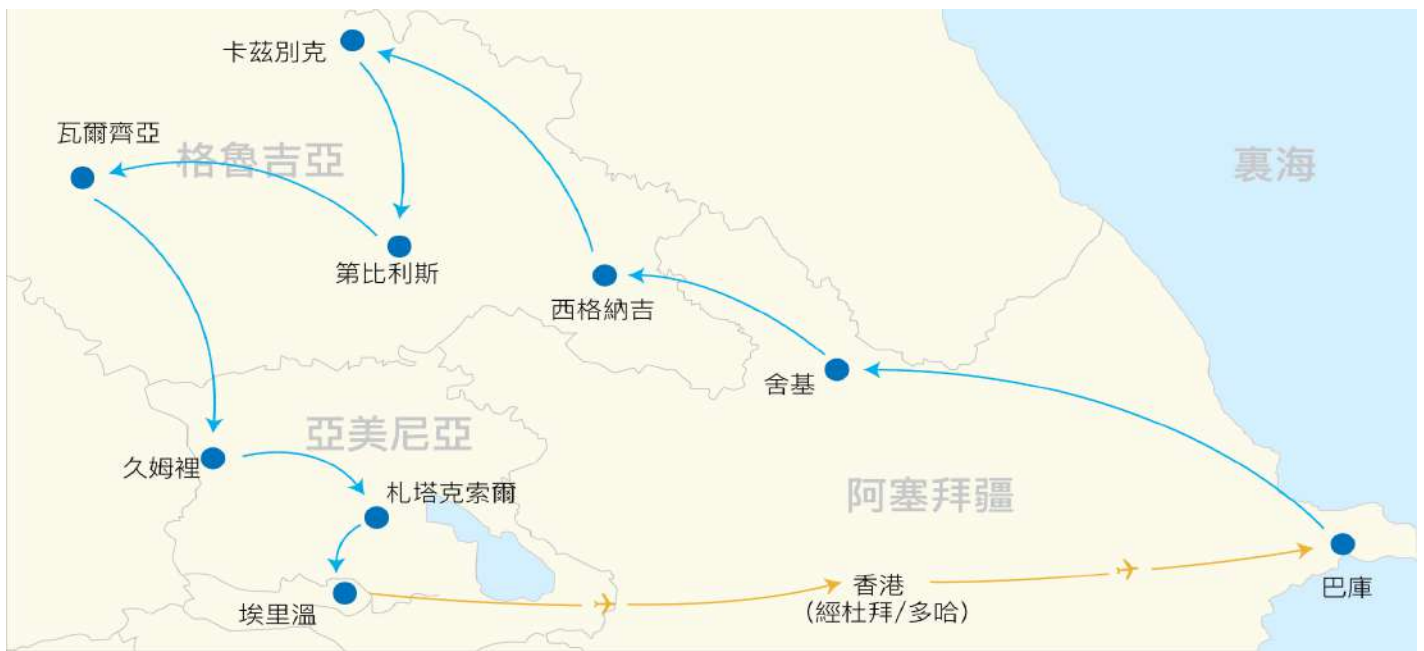 卡茲別克
瓦爾齊亞
格魯吉亞
裏海
第比利斯
西格納吉
舍基
亞美尼亞
久姆裡
札塔克索爾
阿塞拜疆
香港
(經杜拜/多哈)
巴庫
埃里溫